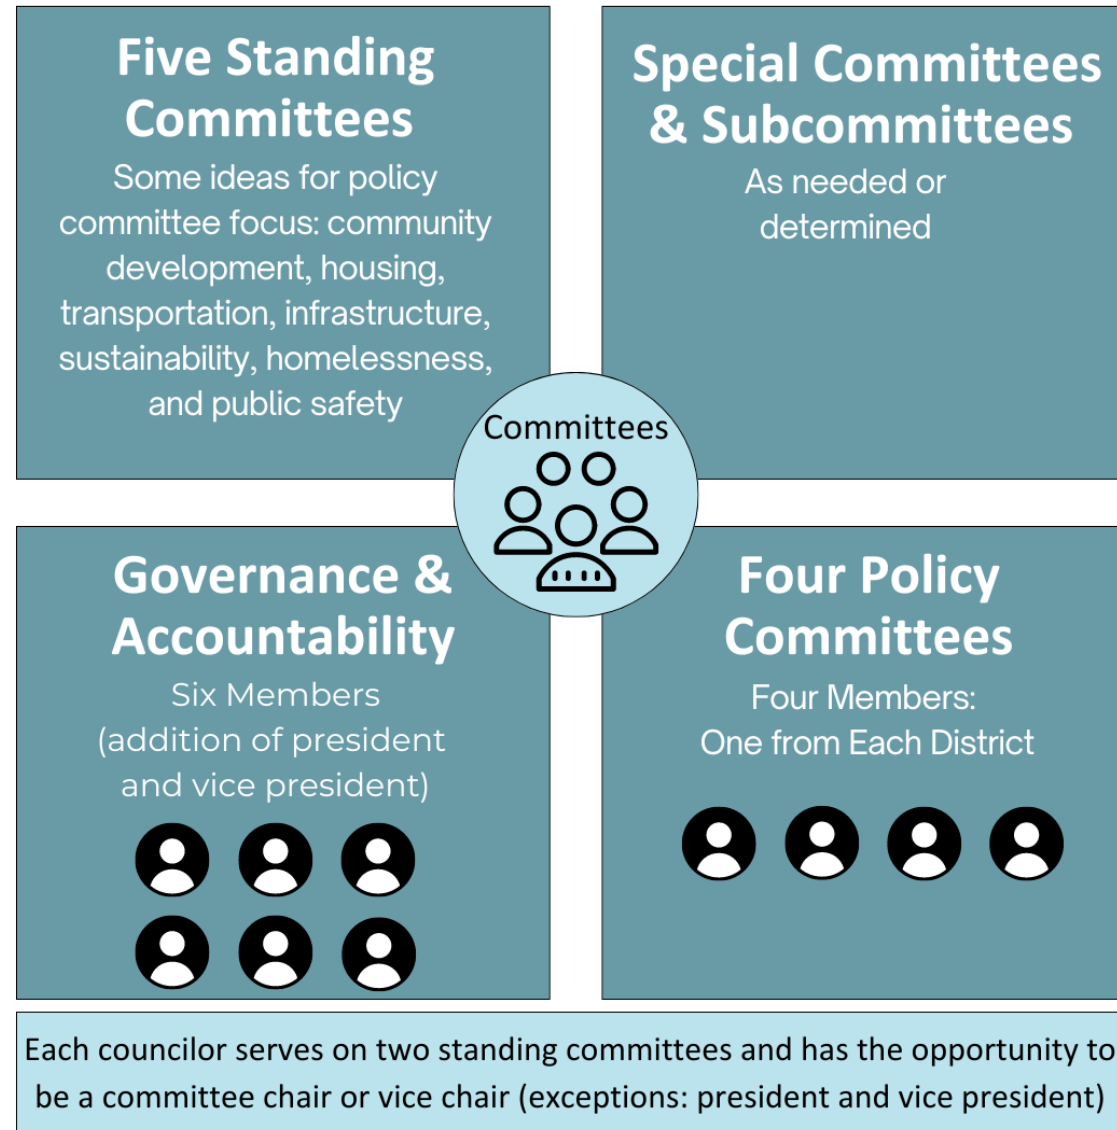 Five Standing
Committees
Some ideas for policy
committee focus: community
development, housing,
transportation, infrastructure,
sustainability, homelessness,
and public safety
Special Committees
& Subcommittees
As needed or
determined
Committees
Governance &
Accountability
Six Members
(addition of president
and vice president)
Four Policy
Committees
Four Members:
One from Each District
Each councilor serves on two standing committees and has the opportunity to
be a committee chair or vice chair (exceptions: president and vice president)